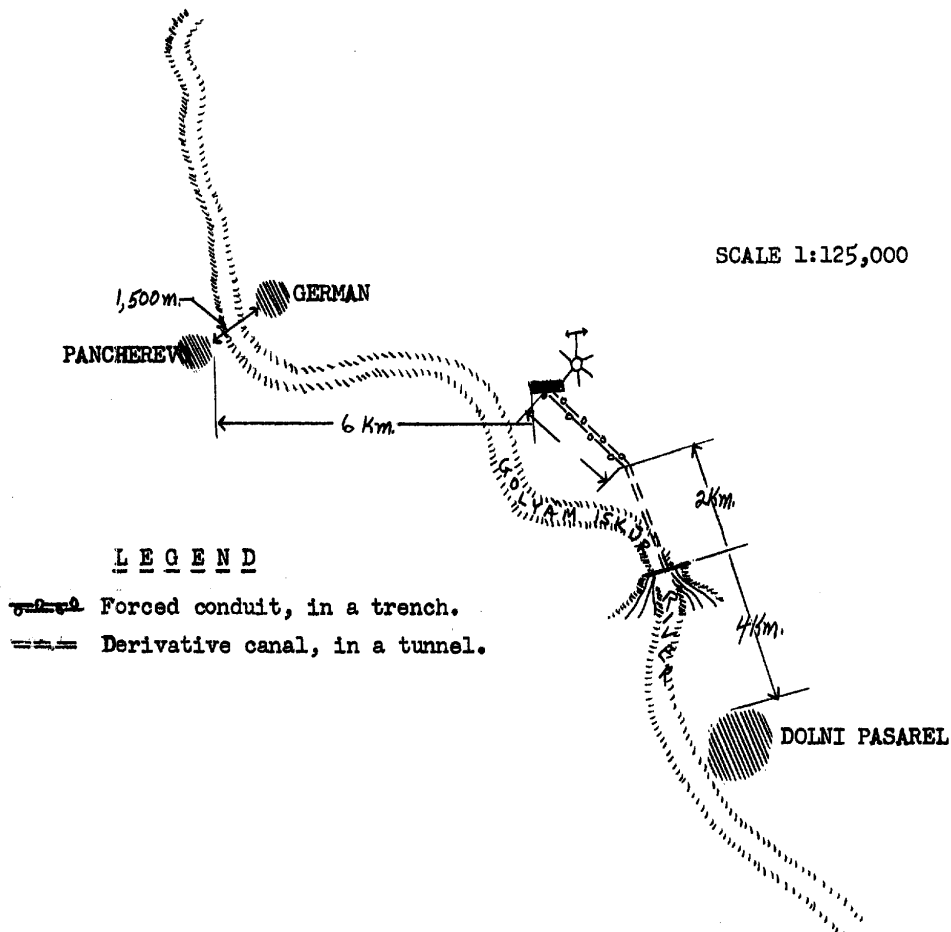 SCALE 1:125,000
GERMAN
1,500m.
PANCHEREVO
6 Km.
GOLYAM ISKUR
RIVER
2Km.
4Km.
DOLNI PASAREL
LEGEND
Forced conduit, in a trench.
Derivative canal, in a tunnel.